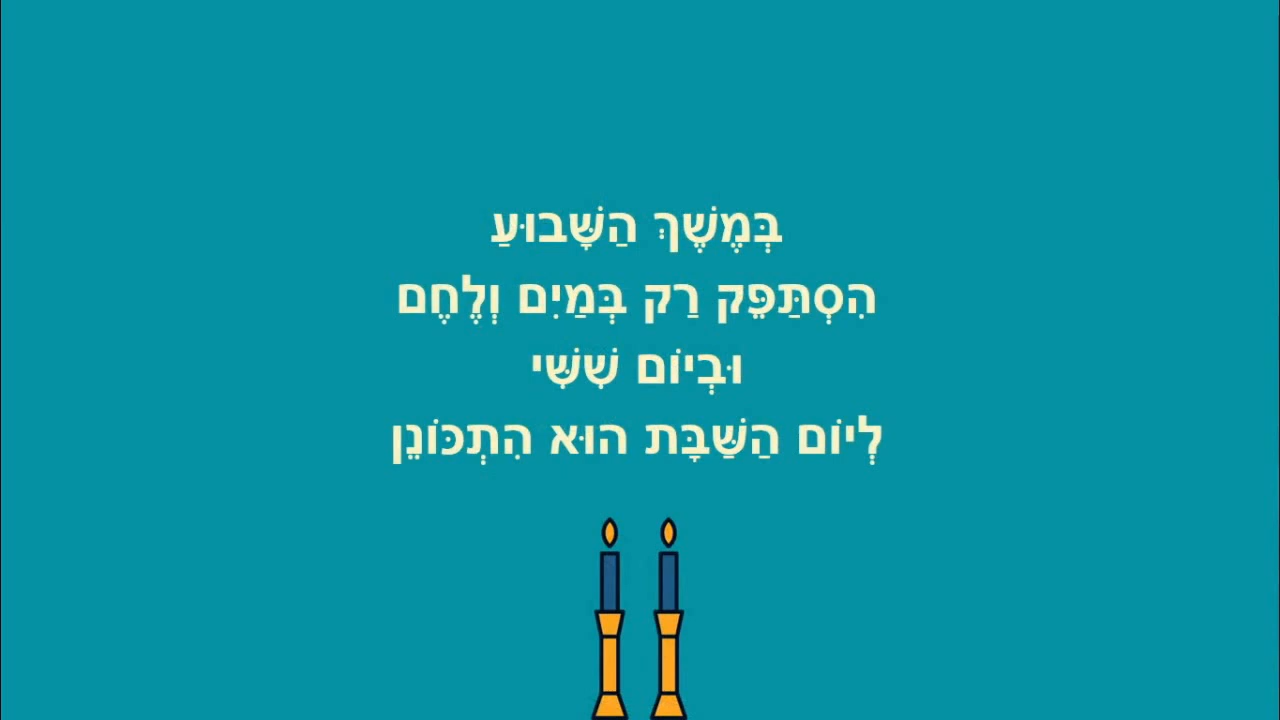 בְּמֶשֶׁךְ הַשָּׁבוּעַ
הִסְתַּפֵּק רַק בְּמַיִם וְלֶחֶם
וּבְיוֹם שִׁשִּׁי
לְיוֹם הַשַּׁבָּת הוּא הִתְכּוֹנֵן